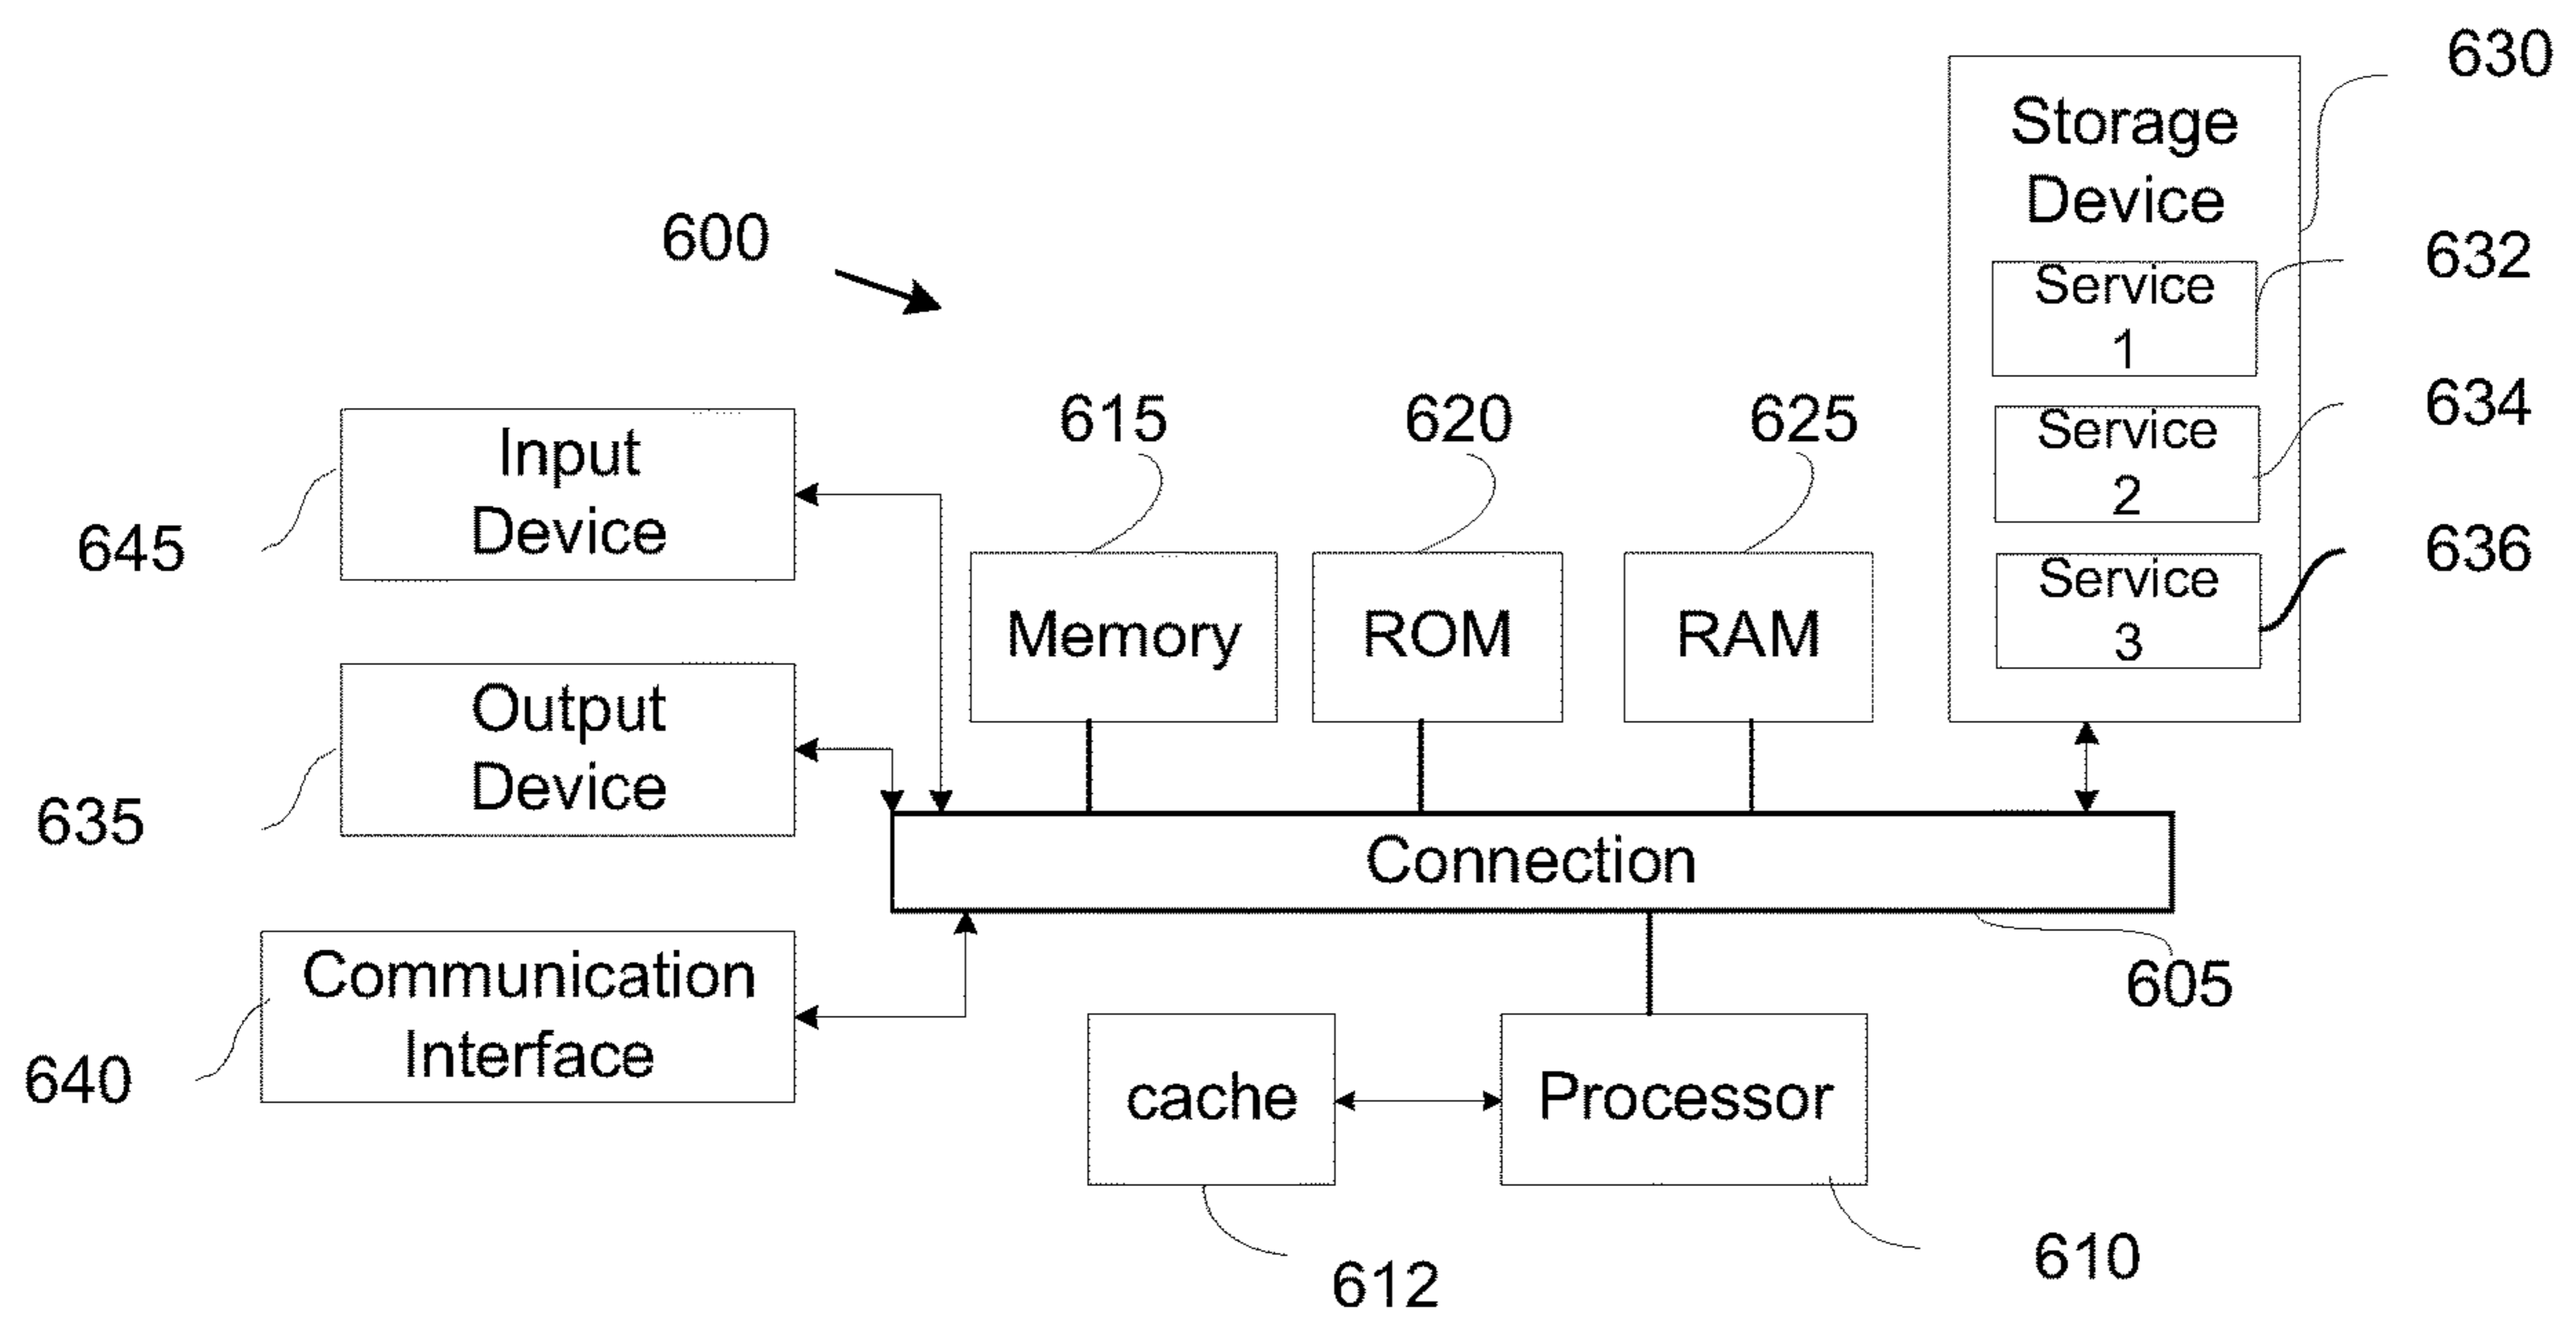 630
Storage
Device
600
632
Service
1
615
620
625
634
Service
2
Input
Device
645
636
Service
3
Memory
ROM
RAM
Output
Device
635
Connection
Communication
Interface
640
605
cache
Processor
612
610